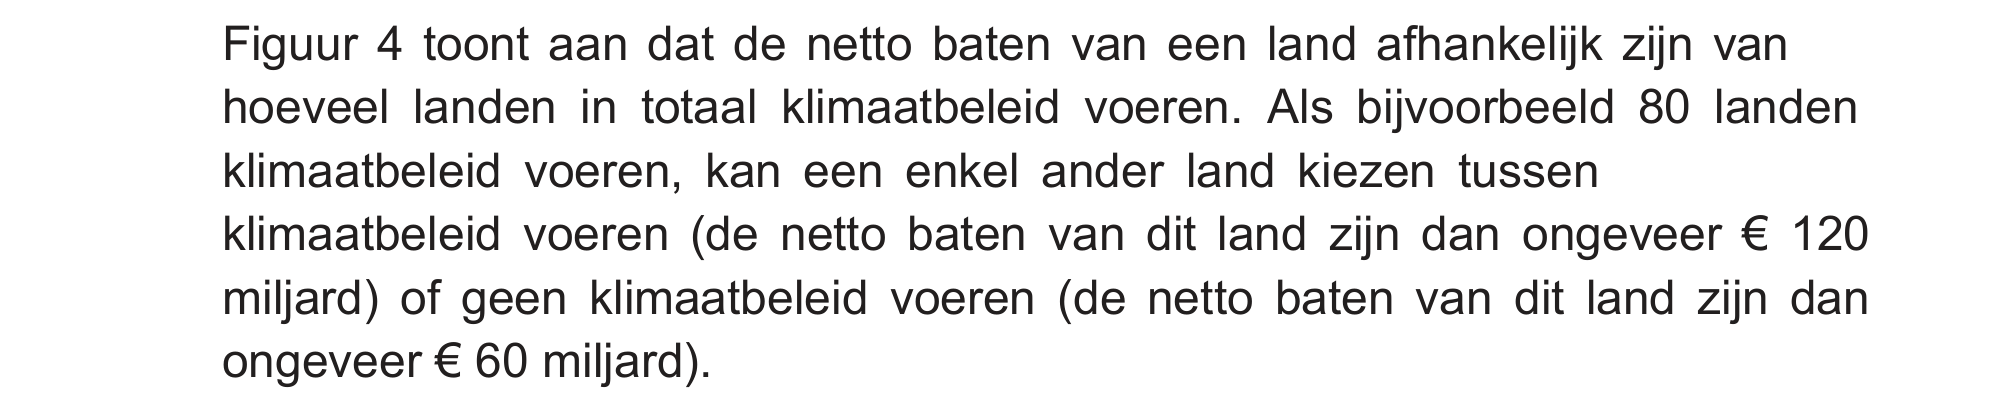 Figuur 4 toont aan dat de netto baten van een land afhankelijk zijn van
hoeveel landen in totaal klimaatbeleid voeren. Als bijvoorbeeld 80 landen
klimaatbeleid voeren, kan een enkel ander land kiezen tussen
klimaatbeleid voeren (de netto baten van dit land zijn dan ongeveer € 120
miljard) of geen klimaatbeleid voeren (de netto baten van dit land zijn dan
ongeveer € 60 miljard).